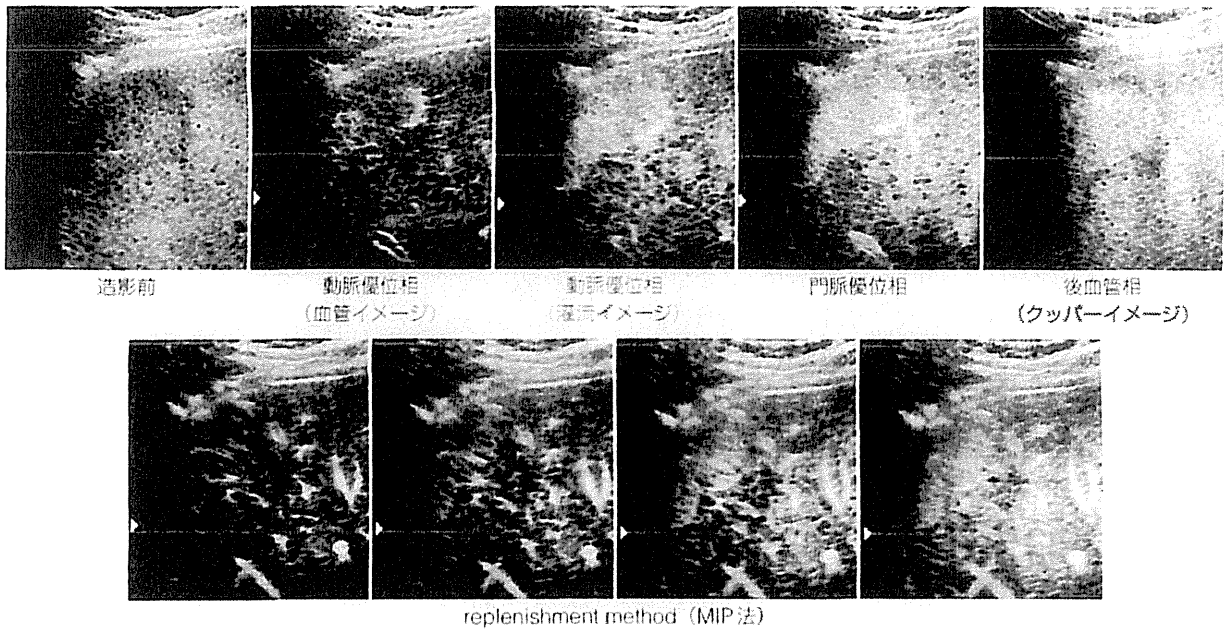 造影前
動脈優位相
(血管イメージ)
動脈優位相
(灌流イメージ)
門脈優位相
後血管相
(クッパーイメージ)
replenishment method (MIP法)